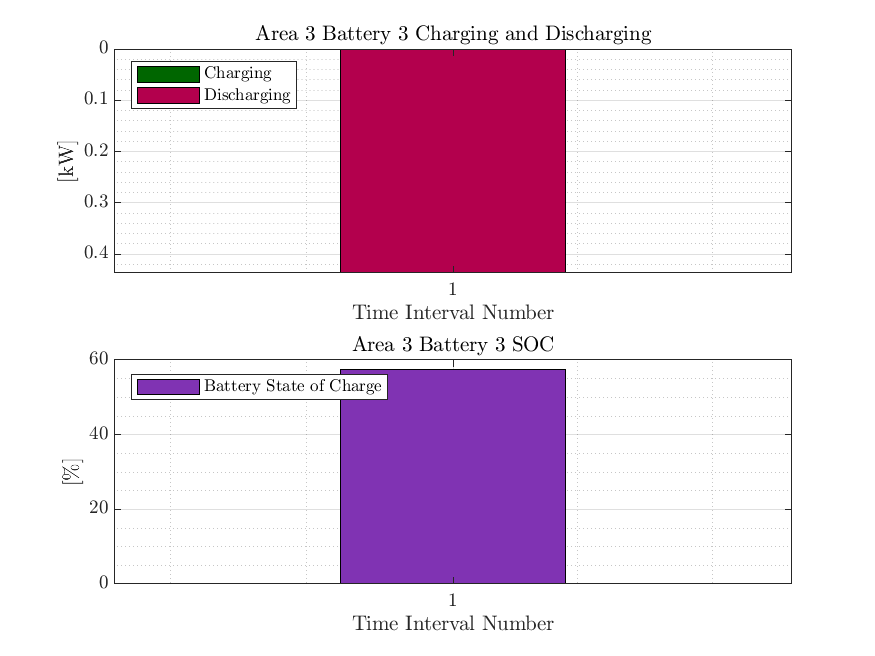 Area 3 Battery 3 Charging and Discharging
0
0.1
0.2
0.3
0.4
[kW]
Charging
Discharging
1
Time Interval Number
Area 3 Battery 3 SOC
60
40
20
0
[%]
Battery State of Charge
1
Time Interval Number